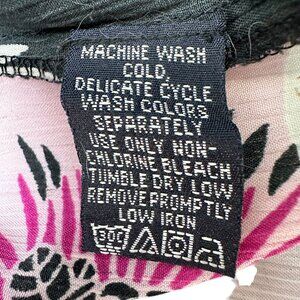 MACHINE WASH
COLD,
DELICATE CYCLE
WASH COLORS
SEPARATELY
USE ONLY NON-
CHLORINE BLEACH
TUMBLE DRY LOW
REMOVE PROMPTLY
LOW IRON